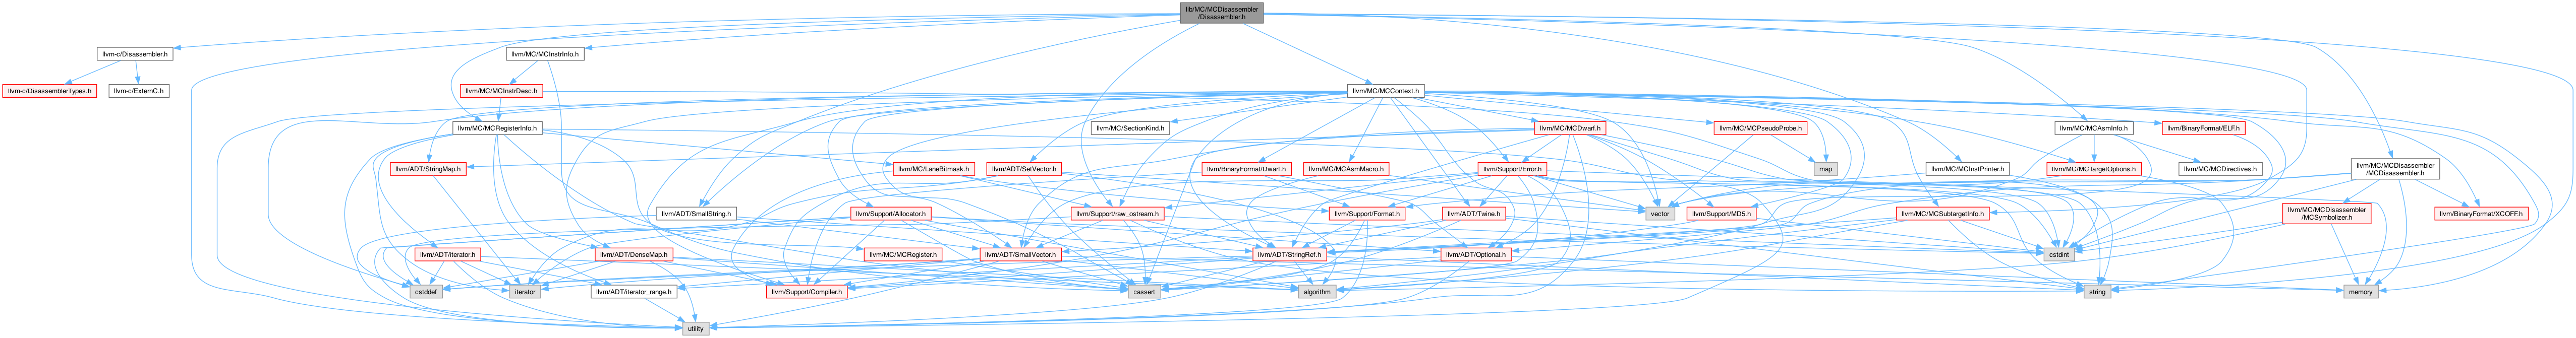 lib/MC/MCDisassembler
/Disassembler.h
llvm-c/Disassembler.h
llvm/MC/MCInstrInfo.h
llvm-c/DisassemblerTypes.h
llvm-c/ExternC.h
llvm/MC/MCInstrDesc.h
llvm/MC/MCContext.h
llvm/MC/MCRegisterInfo.h
llvm/MC/SectionKind.h
llvm/MC/MCDwarf.h
llvm/MC/MCPseudoProbe.h
llvm/MC/MCAsmInfo.h
llvm/BinaryFormat/ELF.h
llvm/ADT/StringMap.h
llvm/MC/LaneBitmask.h
llvm/ADT/SetVector.h
llvm/BinaryFormat/Dwarf.h
llvm/MC/MCAsmMacro.h
llvm/Support/Error.h
map
llvm/MC/MCInstPrinter.h
llvm/MC/MCTargetOptions.h
llvm/MC/MCDirectives.h
llvm/MC/MCDisassembler
/MCDisassembler.h
llvm/ADT/SmallString.h
llvm/Support/Allocator.h
llvm/Support/raw_ostream.h
llvm/Support/Format.h
llvm/ADT/Twine.h
vector
llvm/Support/MD5.h
llvm/MC/MCSubtargetInfo.h
llvm/MC/MCDisassembler
/MCSymbolizer.h
llvm/BinaryFormat/XCOFF.h
llvm/ADT/iterator.h
llvm/ADT/DenseMap.h
llvm/MC/MCRegister.h
llvm/ADT/SmallVector.h
llvm/ADT/StringRef.h
llvm/ADT/Optional.h
cstdint
cstddef
iterator
llvm/ADT/iterator_range.h
llvm/Support/Compiler.h
cassert
algorithm
string
memory
utility